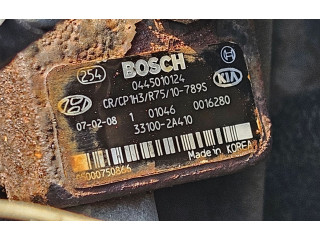 254
BOSCH
0445010124
CR/CP1H3/R75/10-789S
KIA
07-02-08 1 01046 0016280
33100-2A410
Made in KOREA